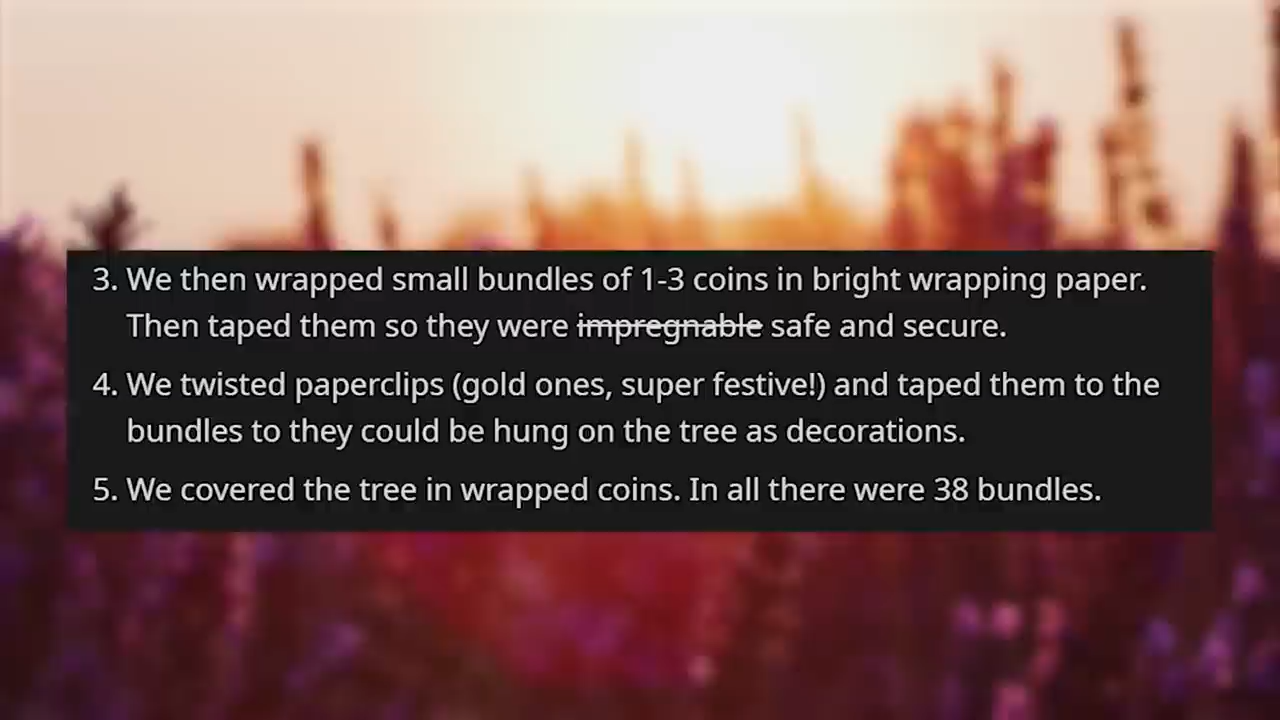 3. We then wrapped small bundles of 1-3 coins in bright wrapping paper.
Then taped them so they were impregnable safe and secure.
4. We twisted paperclips (gold ones, super festive!) and taped them to the
bundles to they could be hung on the tree as decorations.
5. We covered the tree in wrapped coins. In all there were 38 bundles.